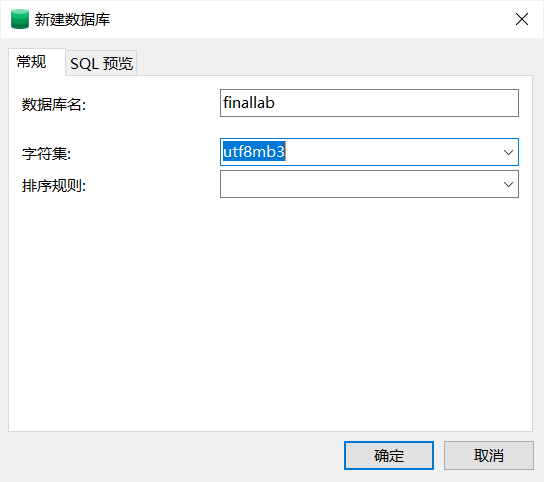 新建数据库
常规
SQL 预览
数据库名:
finallab
字符集:
utf8mb3
排序规则:
确定
取消